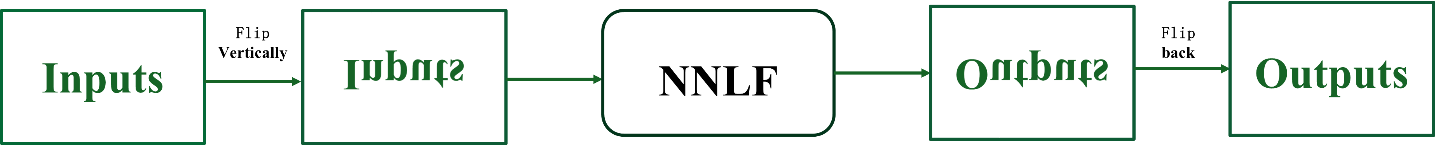 Inputs
Flip
Vertically
Inputs
NNLF
Outputs
Flip
back
Outputs